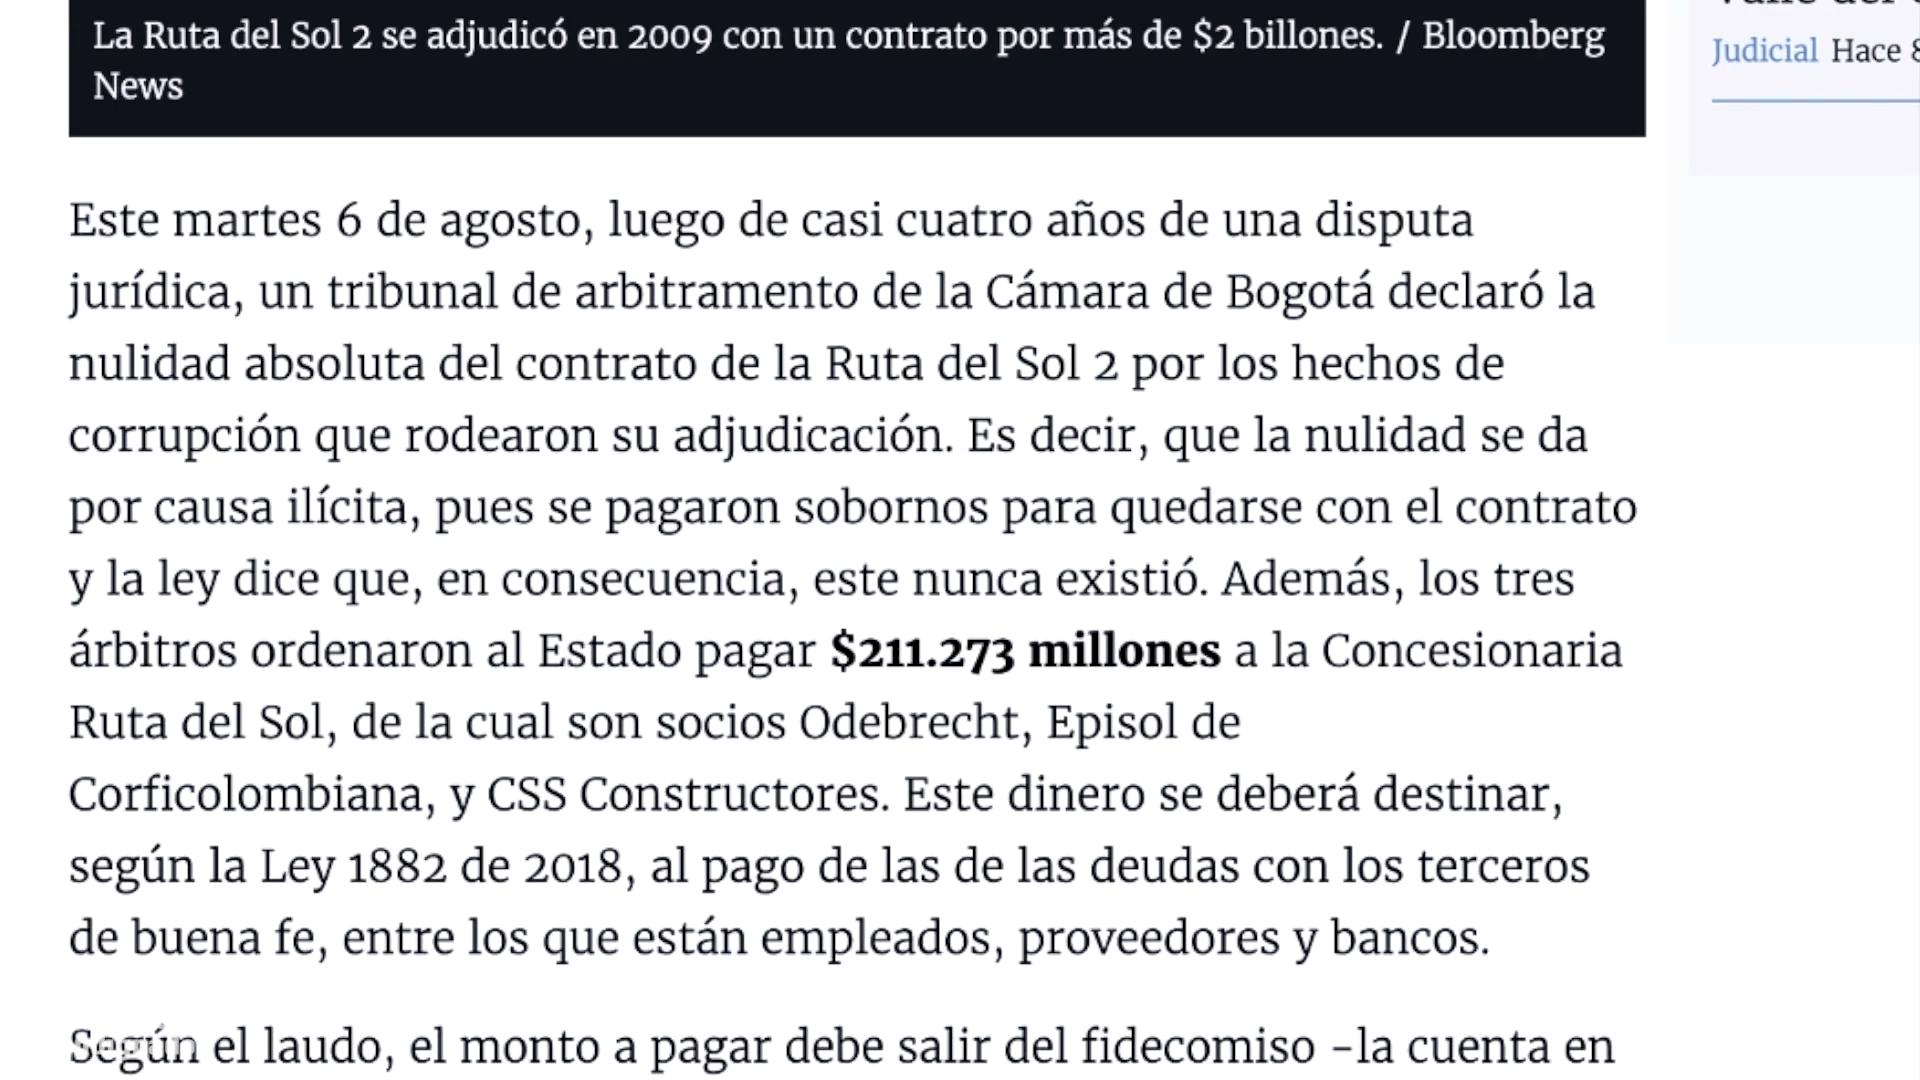 La Ruta del Sol 2 se adjudicó en 2009 con un contrato por más de $2 billones. / Bloomberg
News
Judicial Hace
Este martes 6 de agosto, luego de casi cuatro años de una disputa
jurídica, un tribunal de arbitramento de la Cámara de Bogotá declaró la
nulidad absoluta del contrato de la Ruta del Sol 2 por los hechos de
corrupción que rodearon su adjudicación. Es decir, que la nulidad se da
por causa ilícita, pues se pagaron sobornos para quedarse con el contrato
y la ley dice que, en consecuencia, este nunca existió. Además, los tres
árbitros ordenaron al Estado pagar $211.273 millones a la Concesionaria
Ruta del Sol, de la cual son socios Odebrecht, Episol de
Corficolombiana, y CSS Constructores. Este dinero se deberá destinar,
según la Ley 1882 de 2018, al pago de las de las deudas con los terceros
de buena fe, entre los que están empleados, proveedores y bancos.
Según el laudo, el monto a pagar debe salir del fidecomiso –la cuenta en